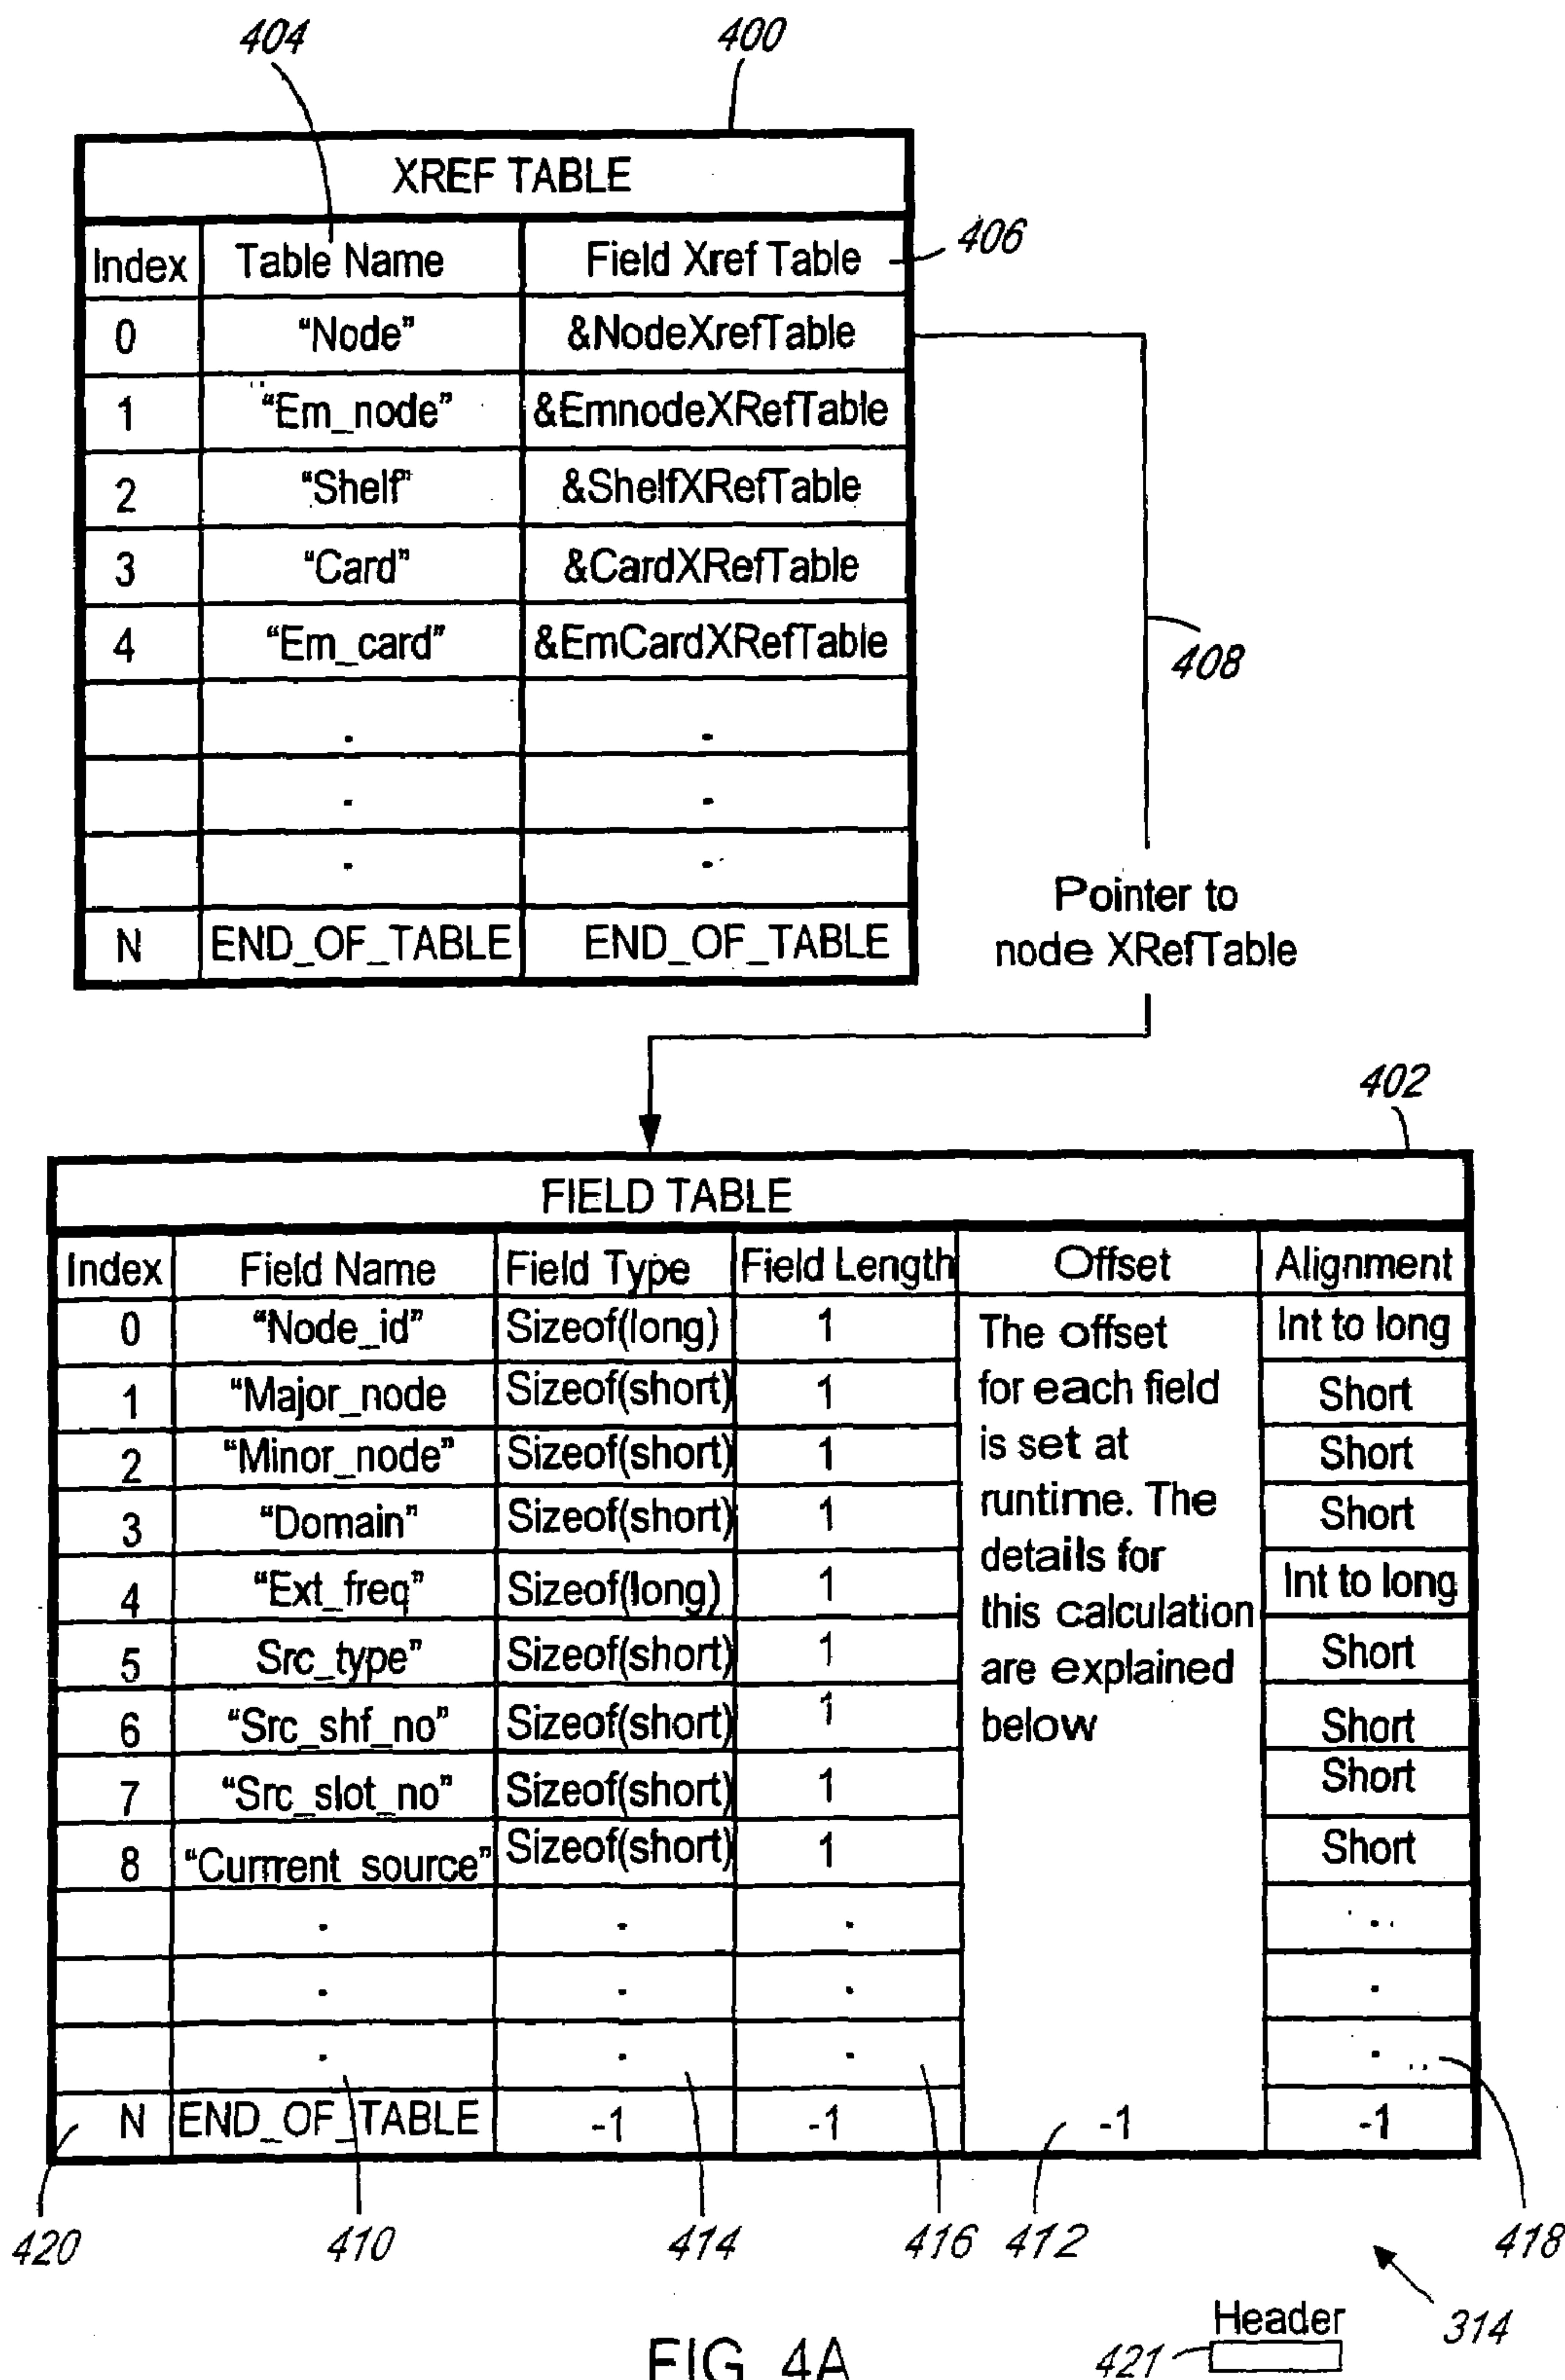 404
400
XREF TABLE
Index Table Name Field Xref Table
406
0 “Node” &NodeXrefTable
1 “Em_node” &EmnodeXRefTable
2 “Shelf” &ShelfXRefTable
3 “Card” &CardXRefTable
4 “Em_card” &EmCardXRefTable
408
. .
. .
. .
N END_OF_TABLE END_OF_TABLE
Pointer to
node XRefTable
402
FIELD TABLE
Index Field Name Field Type Field Length Offset Alignment
0 “Node_id” Sizeof(long) 1 Int to long
1 “Major_node Sizeof(short) 1 Short
2 “Minor_node” Sizeof(short) 1 Short
3 “Domain” Sizeof(short) 1 Short
4 “Ext_freq” Sizeof(long) 1 Int to long
5 Src_type” Sizeof(short) 1 Short
6 “Src_shf_no” Sizeof(short) 1 Short
7 “Src_slot_no” Sizeof(short) 1 Short
8 “Currrent_source” Sizeof(short) 1 Short
The offset
for each field
is set at
runtime. The
details for
this calculation
are explained
below
. . . .
. . . .
. . . .
N END_OF_TABLE -1 -1 -1 -1
420 410 414 416 412 418
314
Header
421
FIG. 4A